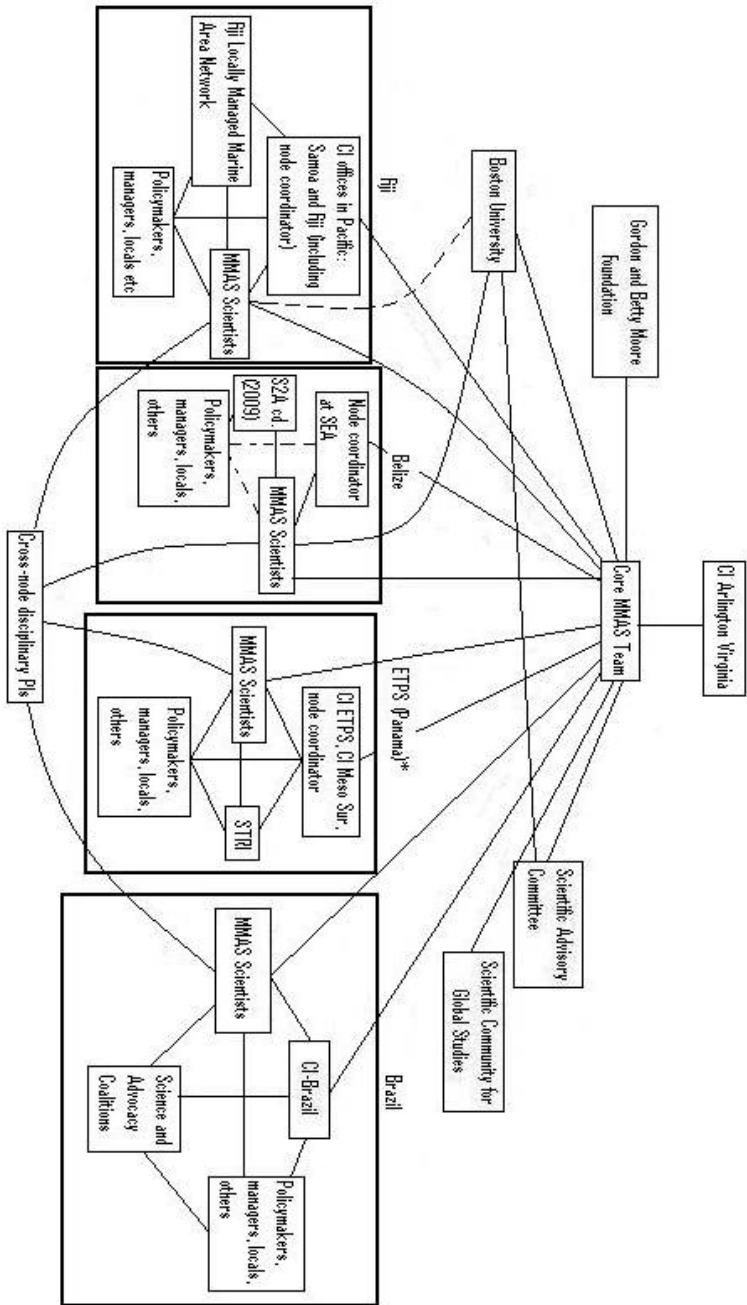 CI Arlington Virginia
Gordon and Betty Moore
Foundation
Core MMAS Team
Boston University
Scientific Advisory
Committee
Scientific Community for
Global Studies
Fiji
CI offices in Pacific:
Samoa and Fiji (including
node coordinator)
Fiji Locally Managed Marine
Area Network
MMAS Scientists
Policymakers,
managers, locals etc
Belize
Node coordinator
at SEA
S2A cd.
(2009)
MMAS Scientists
Policymakers,
managers, locals,
others
ETPS (Panama)*
CI ETPS, CI Meso Sur,
node coordinator
MMAS Scientists
STRI
Policymakers,
managers, locals,
others
Brazil
CI-Brazil
MMAS Scientists
Policymakers,
managers, locals,
others
Science and
Advocacy
Coalitions
Cross-node disciplinary PIs